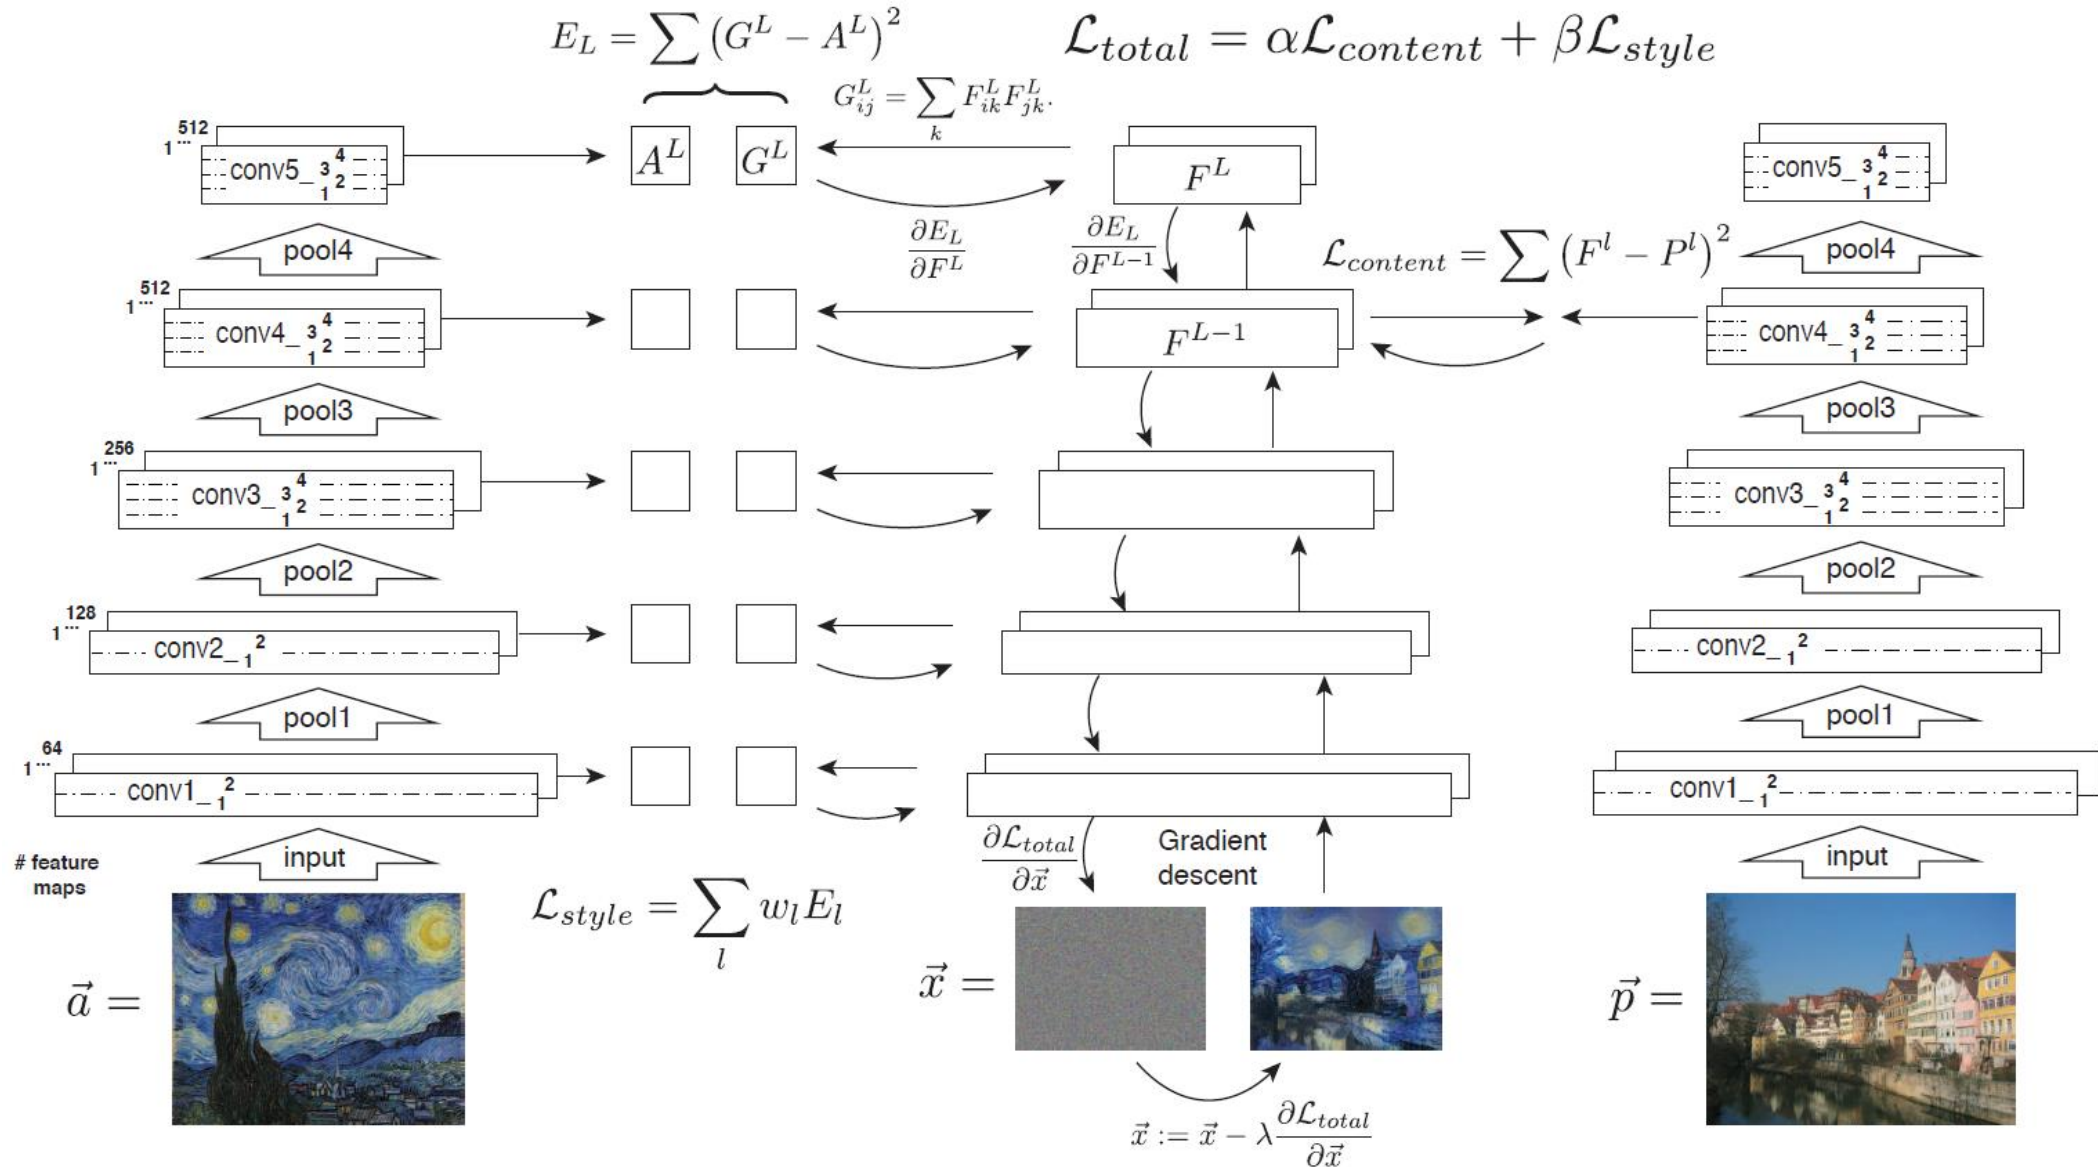 E_L = ∑ (G^L − A^L)^2
𝓛_total = α𝓛_content + β𝓛_style
G^L_ij = ∑_k F^L_ik F^L_jk.
1 ... 512
conv5_ 1 2 3 4
A^L
G^L
F^L
conv5_ 1 2 3 4
∂E_L / ∂F^L
∂E_L / ∂F^{L−1}
𝓛_content = ∑ (F^l − P^l)^2
pool4
pool4
1 ... 512
conv4_ 1 2 3 4
F^{L−1}
conv4_ 1 2 3 4
pool3
pool3
1 ... 256
conv3_ 1 2 3 4
conv3_ 1 2 3 4
pool2
pool2
1 ... 128
conv2_ 1 2
conv2_ 1 2
pool1
pool1
1 ... 64
conv1_ 1 2
conv1_ 1 2
# feature
maps
input
∂𝓛_total / ∂x⃗
Gradient
descent
input
𝓛_style = ∑_l w_l E_l
a⃗ =
x⃗ =
p⃗ =
x⃗ := x⃗ − λ ∂𝓛_total / ∂x⃗